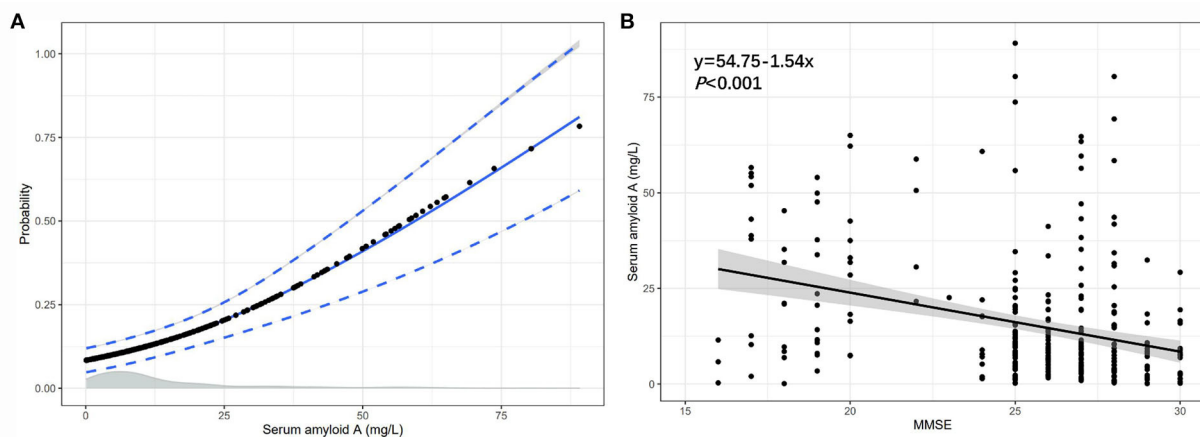 A
1.00
0.75
0.50
0.25
0.00
Probability
0
25
50
75
Serum amyloid A (mg/L)
B
y=54.75-1.54x
P<0.001
75
50
25
0
Serum amyloid A (mg/L)
15
20
25
30
MMSE